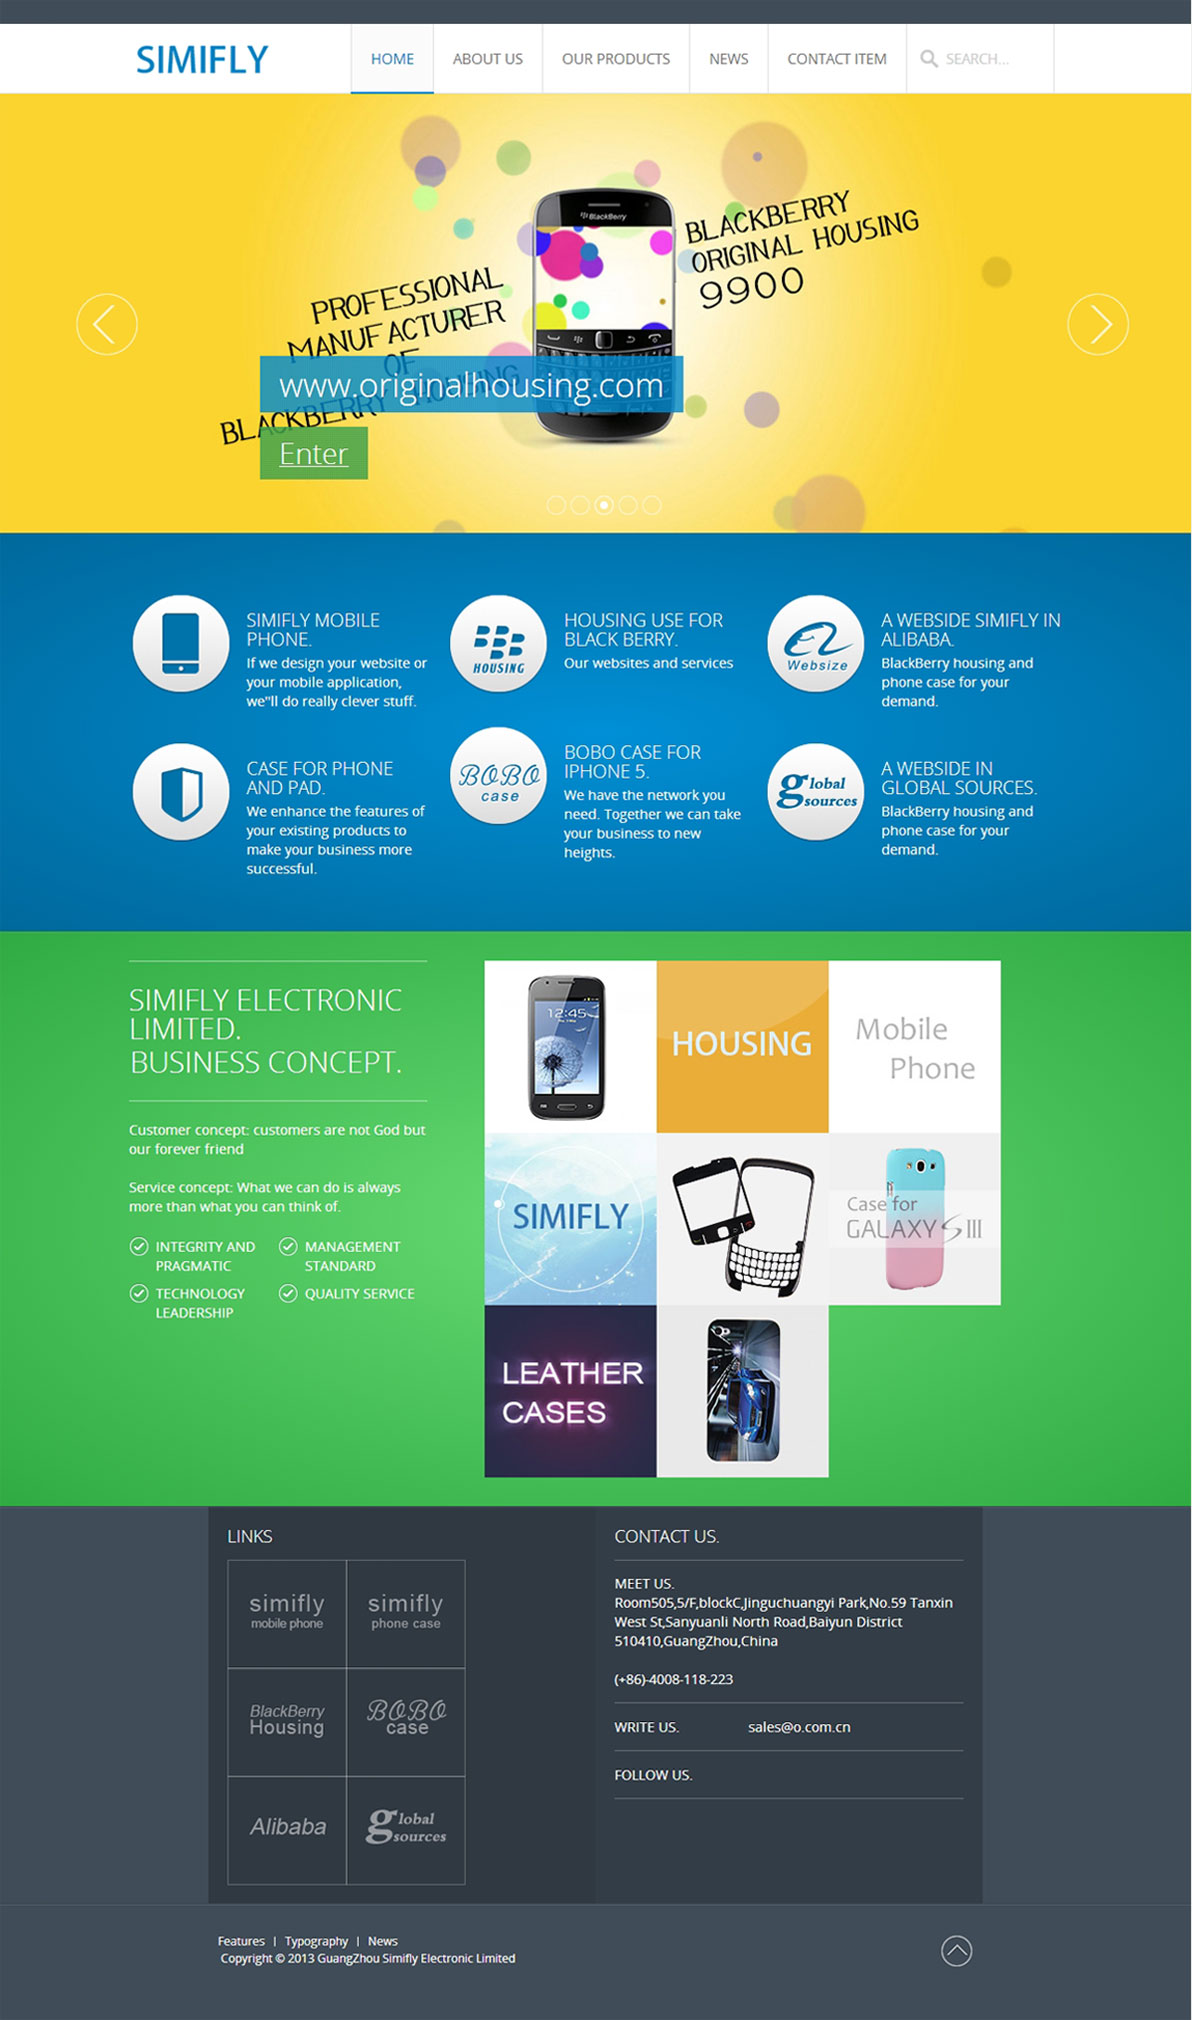 SIMIFLY
HOME
ABOUT US
OUR PRODUCTS
NEWS
CONTACT ITEM
SEARCH...
BlackBerry
BLACKBERRY
ORIGINAL HOUSING
9900
PROFESSIONAL
MANUFACTURER
OF
BLACKBERRY HOUSING
www.originalhousing.com
Enter
SIMIFLY MOBILE
PHONE.
If we design your website or
your mobile application,
we"ll do really clever stuff.
HOUSING
HOUSING USE FOR
BLACK BERRY.
Our websites and services
Websize
A WEBSIDE SIMIFLY IN
ALIBABA.
BlackBerry housing and
phone case for your
demand.
CASE FOR PHONE
AND PAD.
We enhance the features of
your existing products to
make your business more
successful.
BOBO
case
BOBO CASE FOR
IPHONE 5.
We have the network you
need. Together we can take
your business to new
heights.
global
sources
A WEBSIDE IN
GLOBAL SOURCES.
BlackBerry housing and
phone case for your
demand.
SIMIFLY ELECTRONIC
LIMITED.
BUSINESS CONCEPT.
Customer concept: customers are not God but
our forever friend
Service concept: What we can do is always
more than what you can think of.
INTEGRITY AND
PRAGMATIC
MANAGEMENT
STANDARD
TECHNOLOGY
LEADERSHIP
QUALITY SERVICE
12:45
HOUSING
Mobile
Phone
SIMIFLY
Case for
GALAXY S III
LEATHER
CASES
LINKS
simifly
mobile phone
simifly
phone case
BlackBerry
Housing
BOBO
case
Alibaba
global
sources
CONTACT US.
MEET US.
Room505,5/F,blockC,Jinguchuangyi Park,No.59 Tanxin
West St,Sanyuanli North Road,Baiyun District
510410,GuangZhou,China
(+86)-4008-118-223
WRITE US. sales@o.com.cn
FOLLOW US.
Features | Typography | News
Copyright © 2013 GuangZhou Simifly Electronic Limited